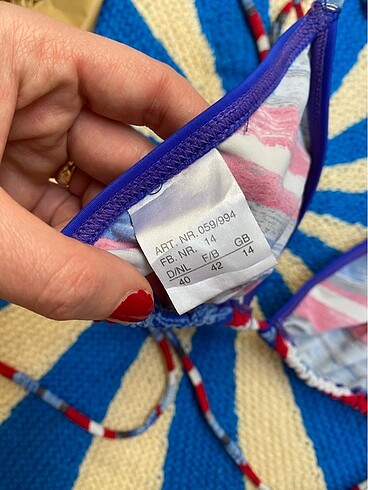 ART. NR. 059/994
FB. NR. 14
D/NL F/B GB
40 42 14